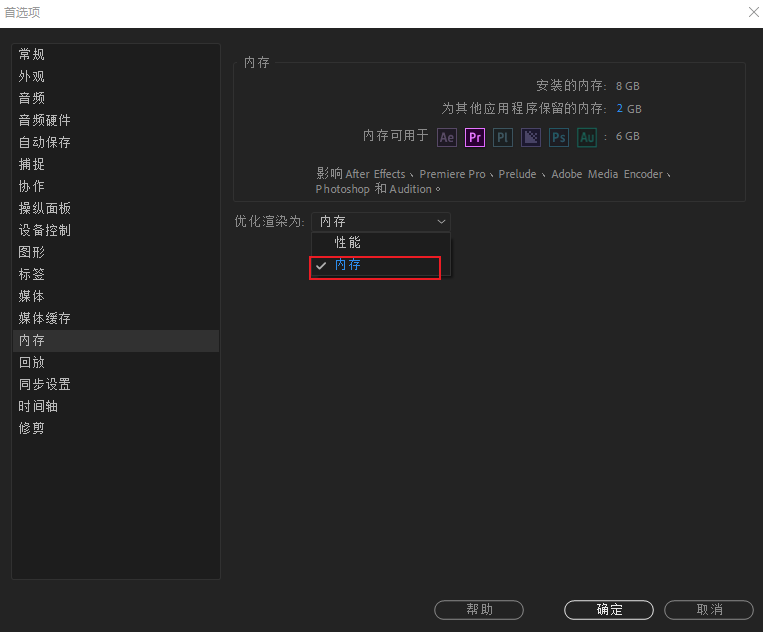 首选项
常规
外观
音频
音频硬件
自动保存
捕捉
协作
操纵面板
设备控制
图形
标签
媒体
媒体缓存
内存
回放
同步设置
时间轴
修剪
内存
安装的内存: 8 GB
为其他应用程序保留的内存: 2 GB
内存可用于 Ae Pr Pl Ps Au : 6 GB
影响 After Effects、Premiere Pro、Prelude、Adobe Media Encoder、
Photoshop 和 Audition。
优化渲染为: 内存
性能
内存
帮助 确定 取消